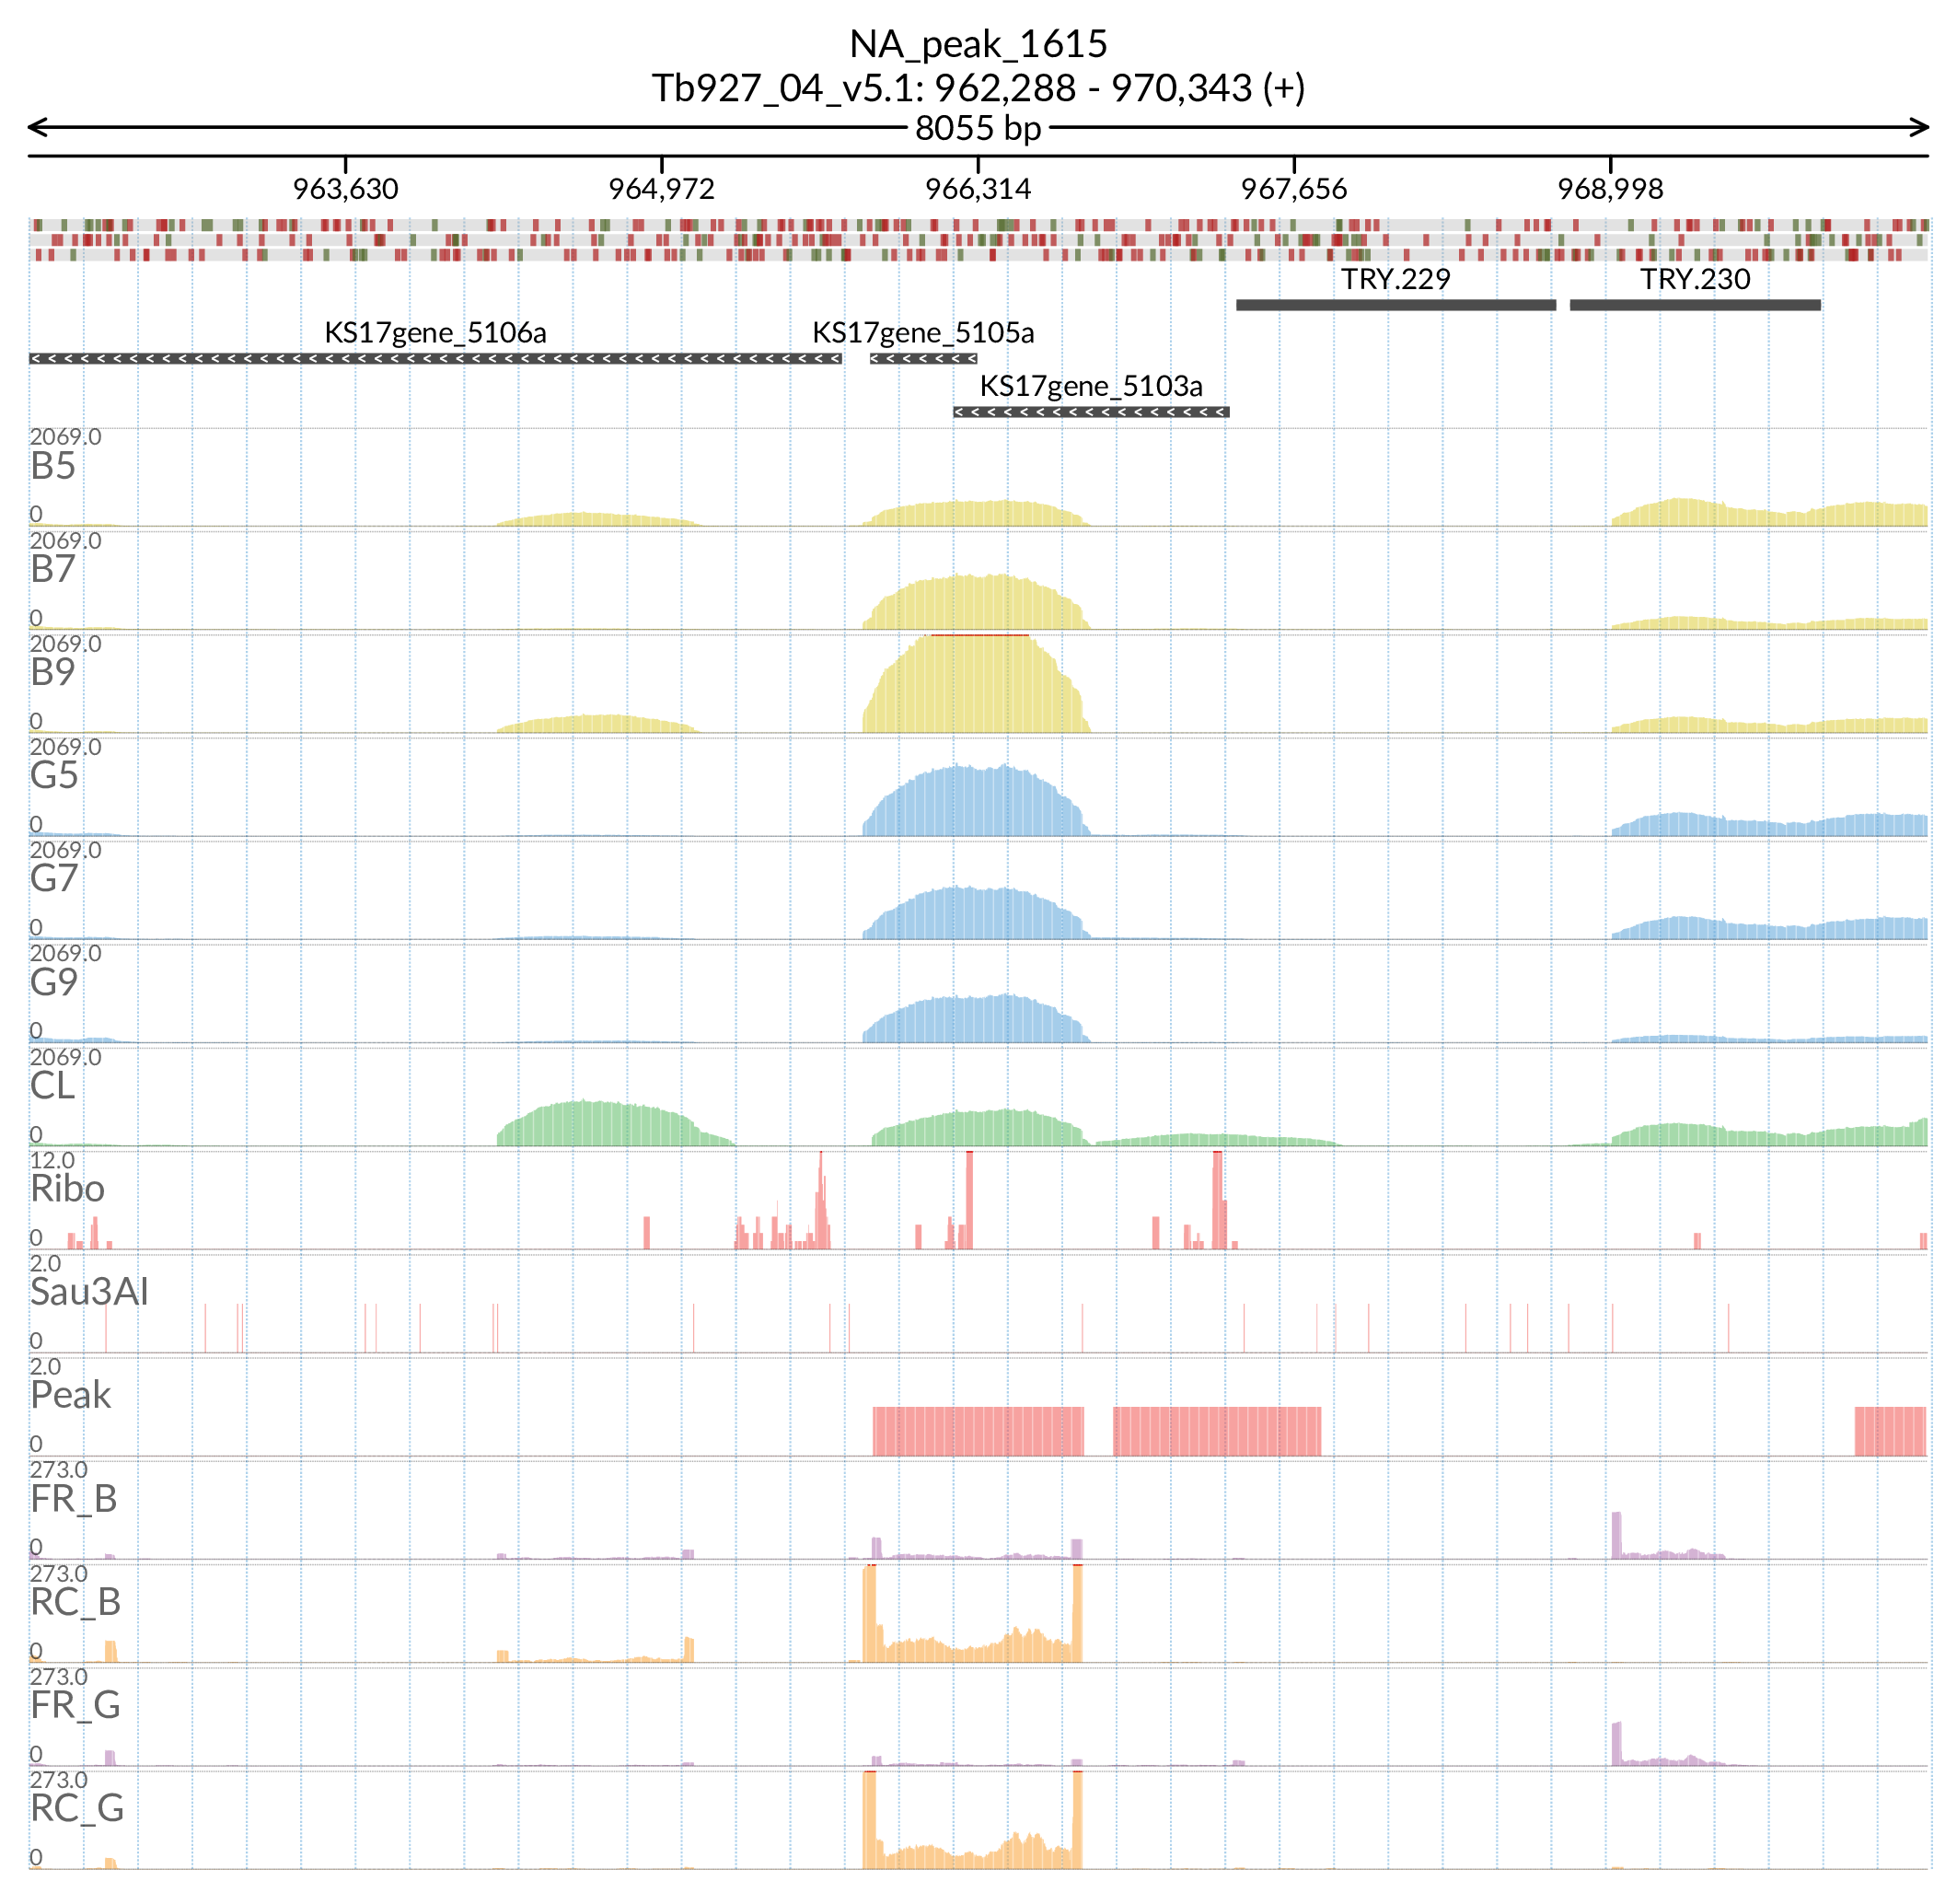 NA_peak_1615
Tb927_04_v5.1: 962,288 - 970,343 (+)
8055 bp
963,630 964,972 966,314 967,656 968,998
TRY.229 TRY.230
KS17gene_5106a KS17gene_5105a
KS17gene_5103a
2069.0
B5
0
2069.0
B7
0
2069.0
B9
0
2069.0
G5
0
2069.0
G7
0
2069.0
G9
0
2069.0
CL
0
12.0
Ribo
0
2.0
Sau3AI
0
2.0
Peak
0
273.0
FR_B
0
273.0
RC_B
0
273.0
FR_G
0
273.0
RC_G
0